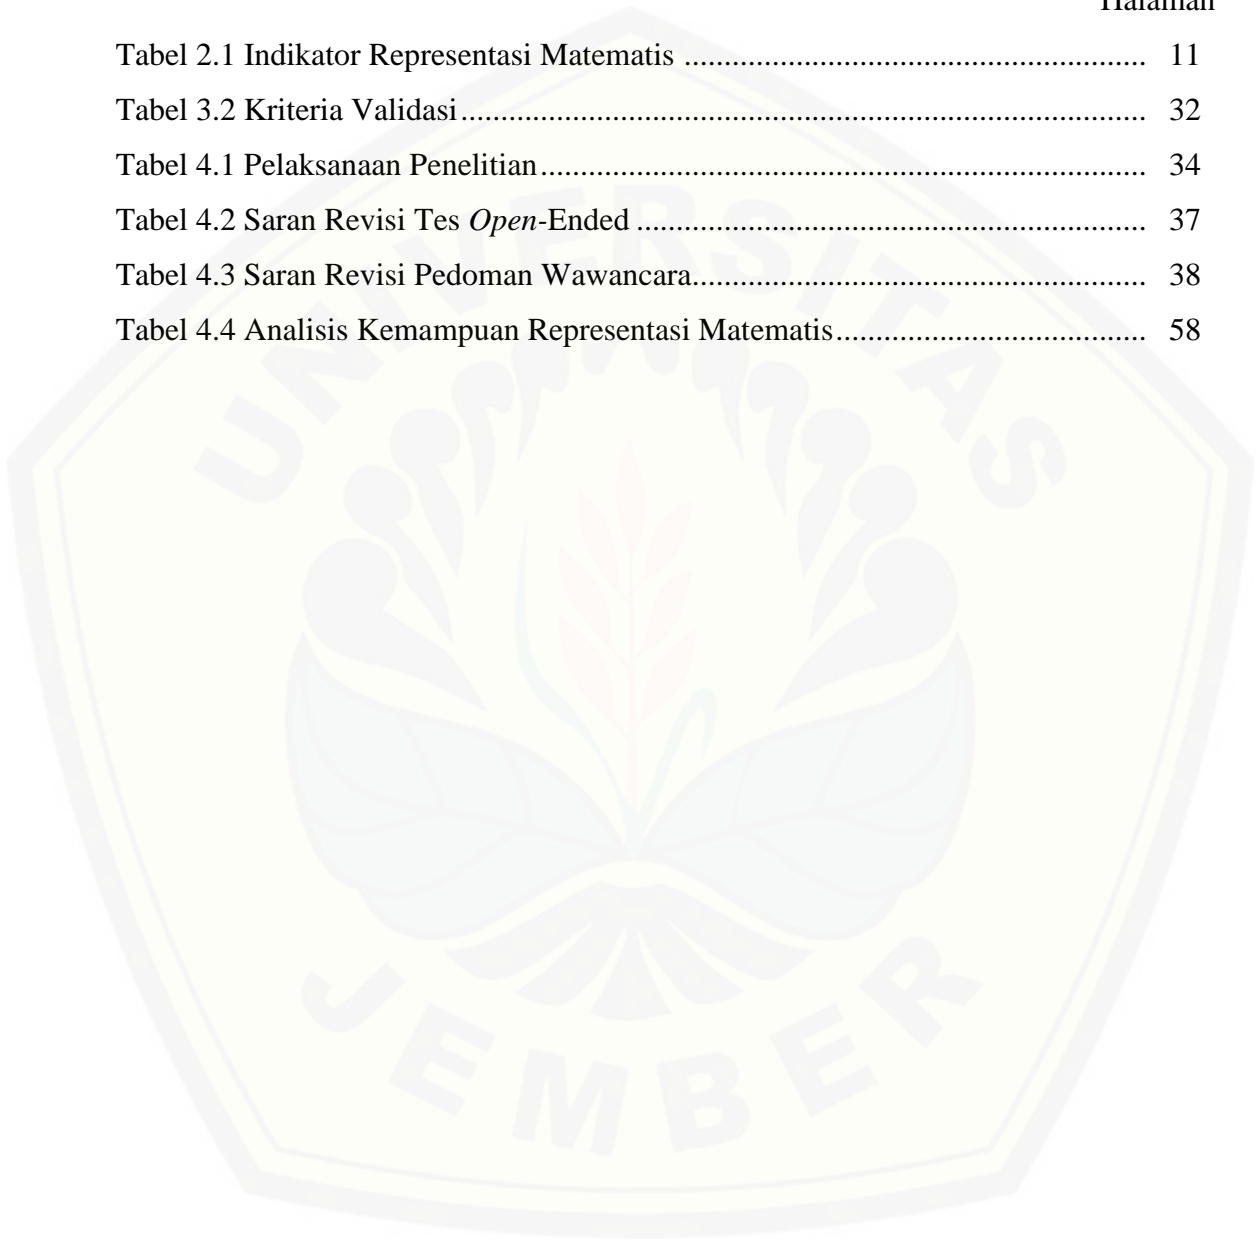 Halaman
Tabel 2.1 Indikator Representasi Matematis .......................................................... 11
Tabel 3.2 Kriteria Validasi...................................................................................... 32
Tabel 4.1 Pelaksanaan Penelitian............................................................................ 34
Tabel 4.2 Saran Revisi Tes Open-Ended ................................................................ 37
Tabel 4.3 Saran Revisi Pedoman Wawancara......................................................... 38
Tabel 4.4 Analisis Kemampuan Representasi Matematis....................................... 58
UNIVERSITAS
JEMBER